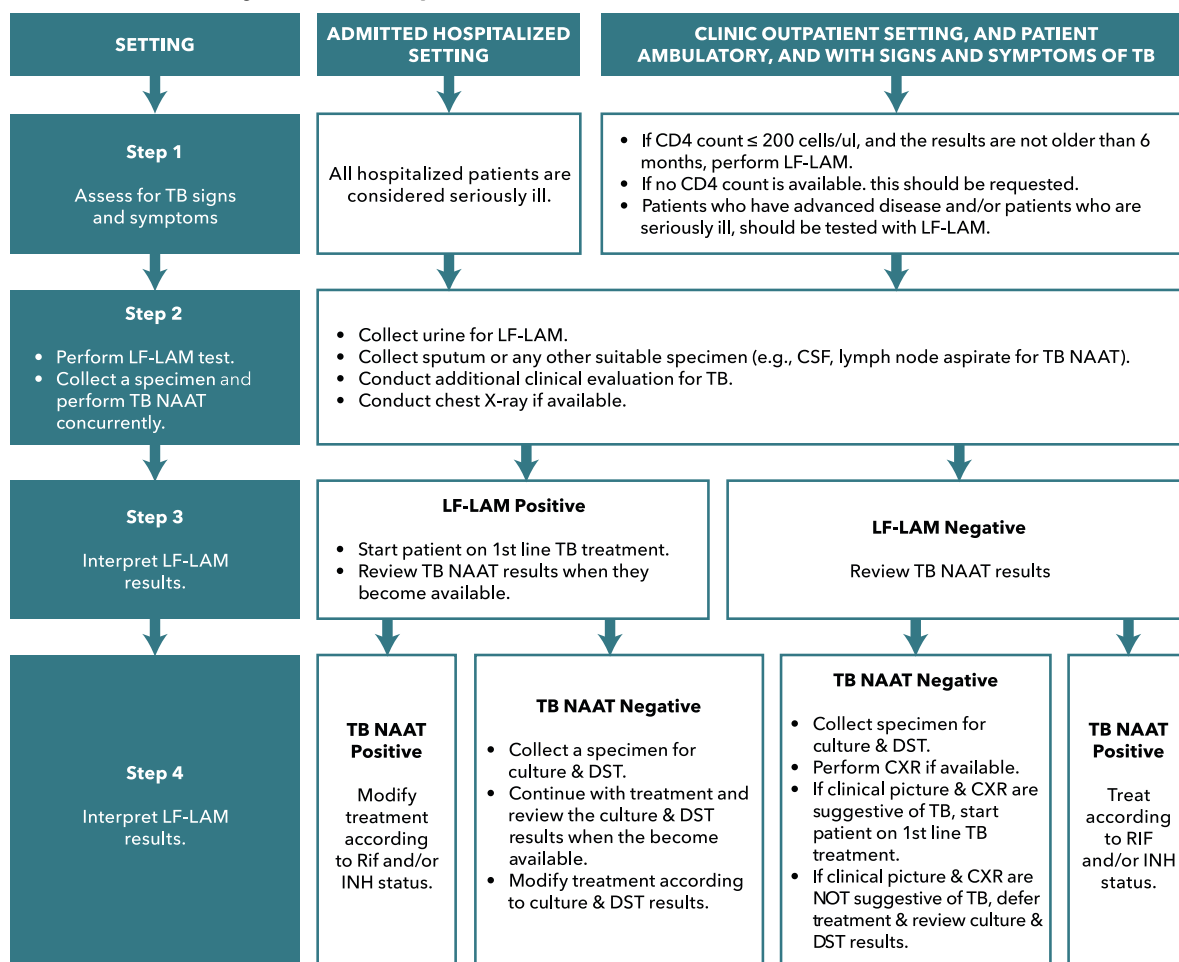 SETTING
ADMITTED HOSPITALIZED
SETTING
CLINIC OUTPATIENT SETTING, AND PATIENT
AMBULATORY, AND WITH SIGNS AND SYMPTOMS OF TB
Step 1
Assess for TB signs
and symptoms
All hospitalized patients are
considered seriously ill.
• If CD4 count ≤ 200 cells/ul, and the results are not older than 6
months, perform LF-LAM.
• If no CD4 count is available. this should be requested.
• Patients who have advanced disease and/or patients who are
seriously ill, should be tested with LF-LAM.
Step 2
• Perform LF-LAM test.
• Collect a specimen and
perform TB NAAT
concurrently.
• Collect urine for LF-LAM.
• Collect sputum or any other suitable specimen (e.g., CSF, lymph node aspirate for TB NAAT).
• Conduct additional clinical evaluation for TB.
• Conduct chest X-ray if available.
Step 3
Interpret LF-LAM
results.
LF-LAM Positive
• Start patient on 1st line TB treatment.
• Review TB NAAT results when they
become available.
LF-LAM Negative
Review TB NAAT results
Step 4
Interpret LF-LAM
results.
TB NAAT
Positive
Modify
treatment
according
to Rif and/or
INH status.
TB NAAT Negative
• Collect a specimen for
culture & DST.
• Continue with treatment and
review the culture & DST
results when the become
available.
• Modify treatment according
to culture & DST results.
TB NAAT Negative
• Collect specimen for
culture & DST.
• Perform CXR if available.
• If clinical picture & CXR are
suggestive of TB, start
patient on 1st line TB
treatment.
• If clinical picture & CXR are
NOT suggestive of TB, defer
treatment & review culture &
DST results.
TB NAAT
Positive
Treat
according
to RIF
and/or INH
status.